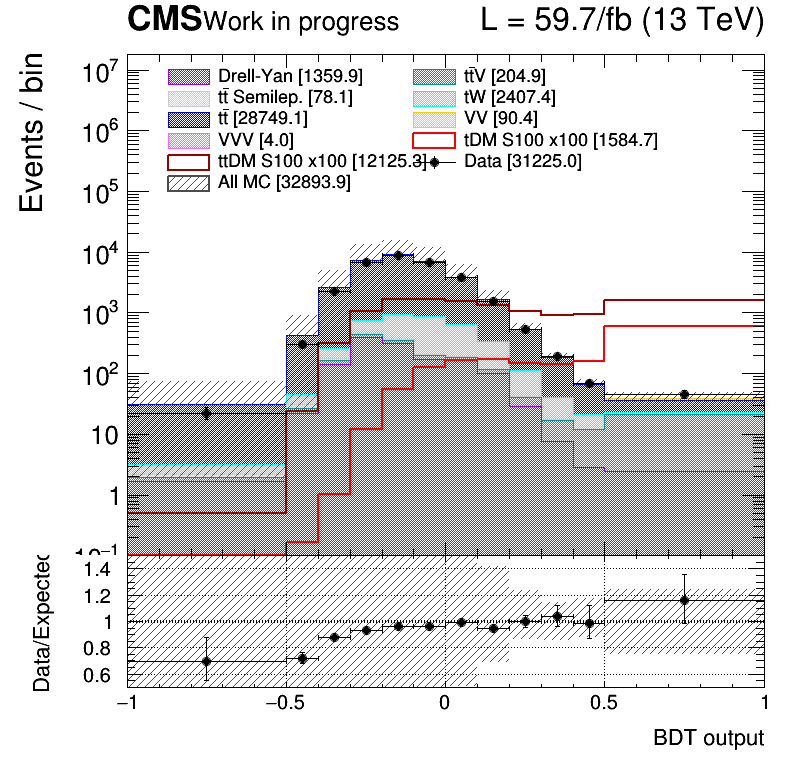 CMS Work in progress L = 59.7/fb (13 TeV)
Events / bin
Drell-Yan [1359.9] tt̄V [204.9]
tt̄ Semilep. [78.1] tW [2407.4]
tt̄ [28749.1] VV [90.4]
VVV [4.0] tDM S100 x100 [1584.7]
ttDM S100 x100 [12125.3] Data [31225.0]
All MC [32893.9]
10⁷
10⁶
10⁵
10⁴
10³
10²
10
1
10⁻¹
Data/Expected
1.4
1.2
1
0.8
0.6
−1 −0.5 0 0.5 1
BDT output